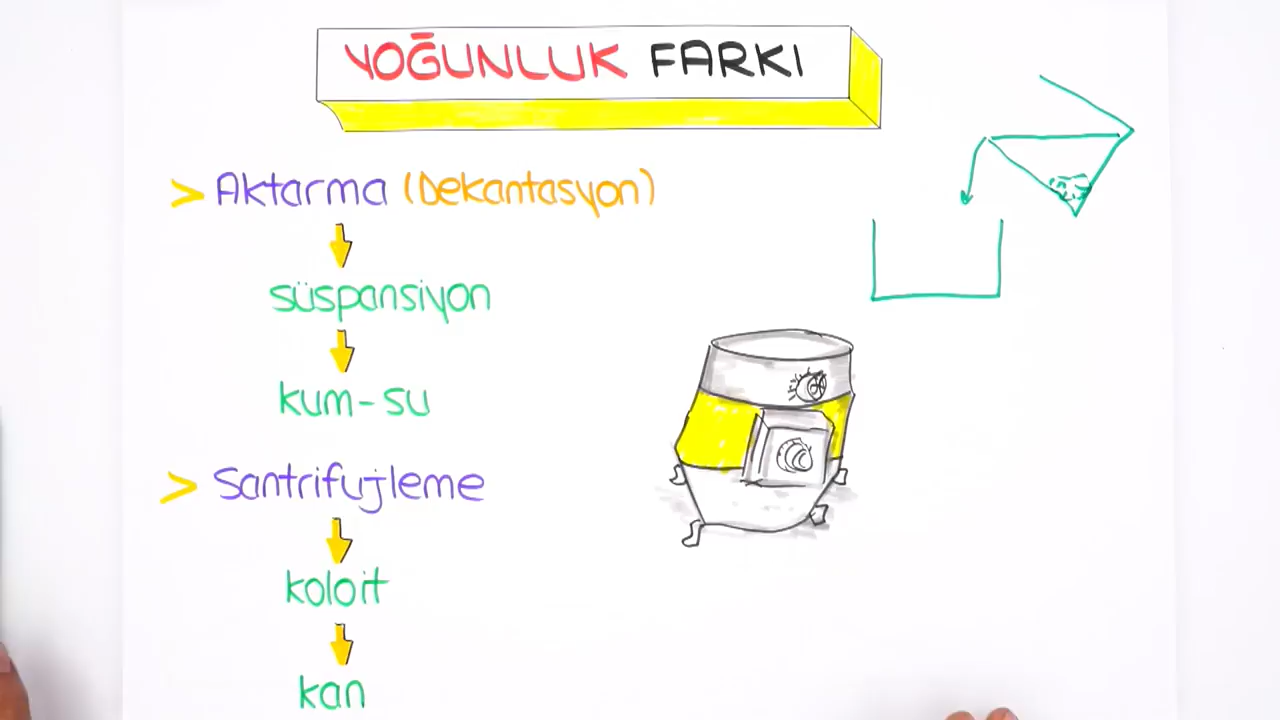 YOĞUNLUK FARKI
> Aktarma (Dekantasyon)
süspansiyon
kum-su
> Santrifujleme
koloit
kan